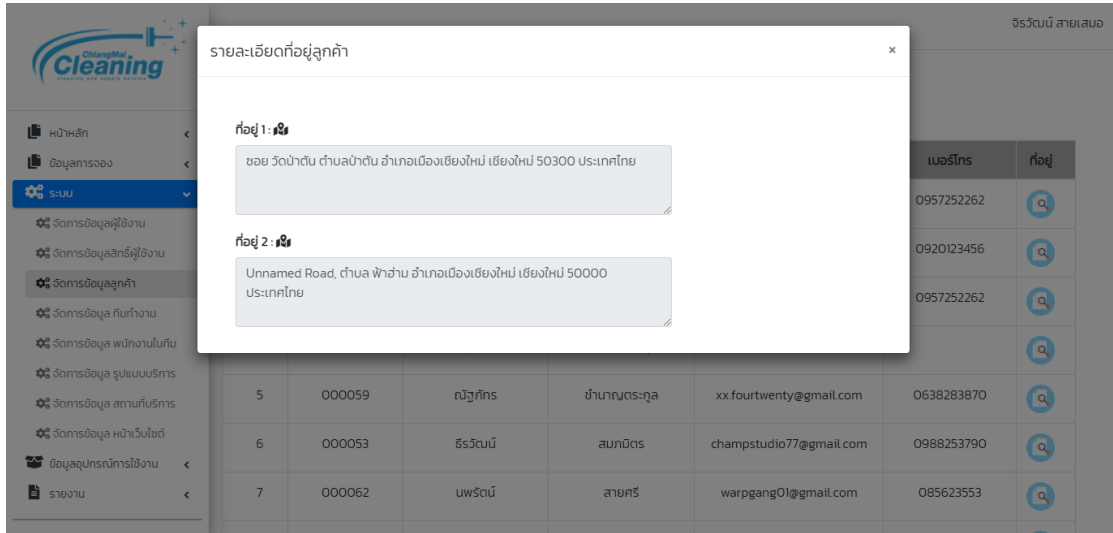 จิรวัฒน์ สายเสมอ
ChiangMai
Cleaning
cleaning and supply service
หน้าหลัก
ข้อมูลการจอง
ระบบ
จัดการข้อมูลผู้ใช้งาน
จัดการข้อมูลสิทธิ์ผู้ใช้งาน
จัดการข้อมูลลูกค้า
จัดการข้อมูล ทีมทำงาน
จัดการข้อมูล พนักงานในทีม
จัดการข้อมูล รูปแบบบริการ
จัดการข้อมูล สถานที่บริการ
จัดการข้อมูล หน้าเว็บไซต์
ข้อมูลอุปกรณ์การใช้งาน
รายงาน
รายละเอียดที่อยู่ลูกค้า ×
ที่อยู่ 1 :
ซอย วัดป่าตัน ตำบลป่าตัน อำเภอเมืองเชียงใหม่ เชียงใหม่ 50300 ประเทศไทย
ที่อยู่ 2 :
Unnamed Road, ตำบล ฟ้าฮ่าม อำเภอเมืองเชียงใหม่ เชียงใหม่ 50000
ประเทศไทย
เบอร์โทร ที่อยู่
0957252262
0920123456
0957252262
5 000059 ณัฐภัทร ชำนาญตระกูล xx.fourtwenty@gmail.com 0638283870
6 000053 ธีรวัฒน์ สมภมิตร champstudio77@gmail.com 0988253790
7 000062 นพรัตน์ สายศรี warpgang01@gmail.com 085623553